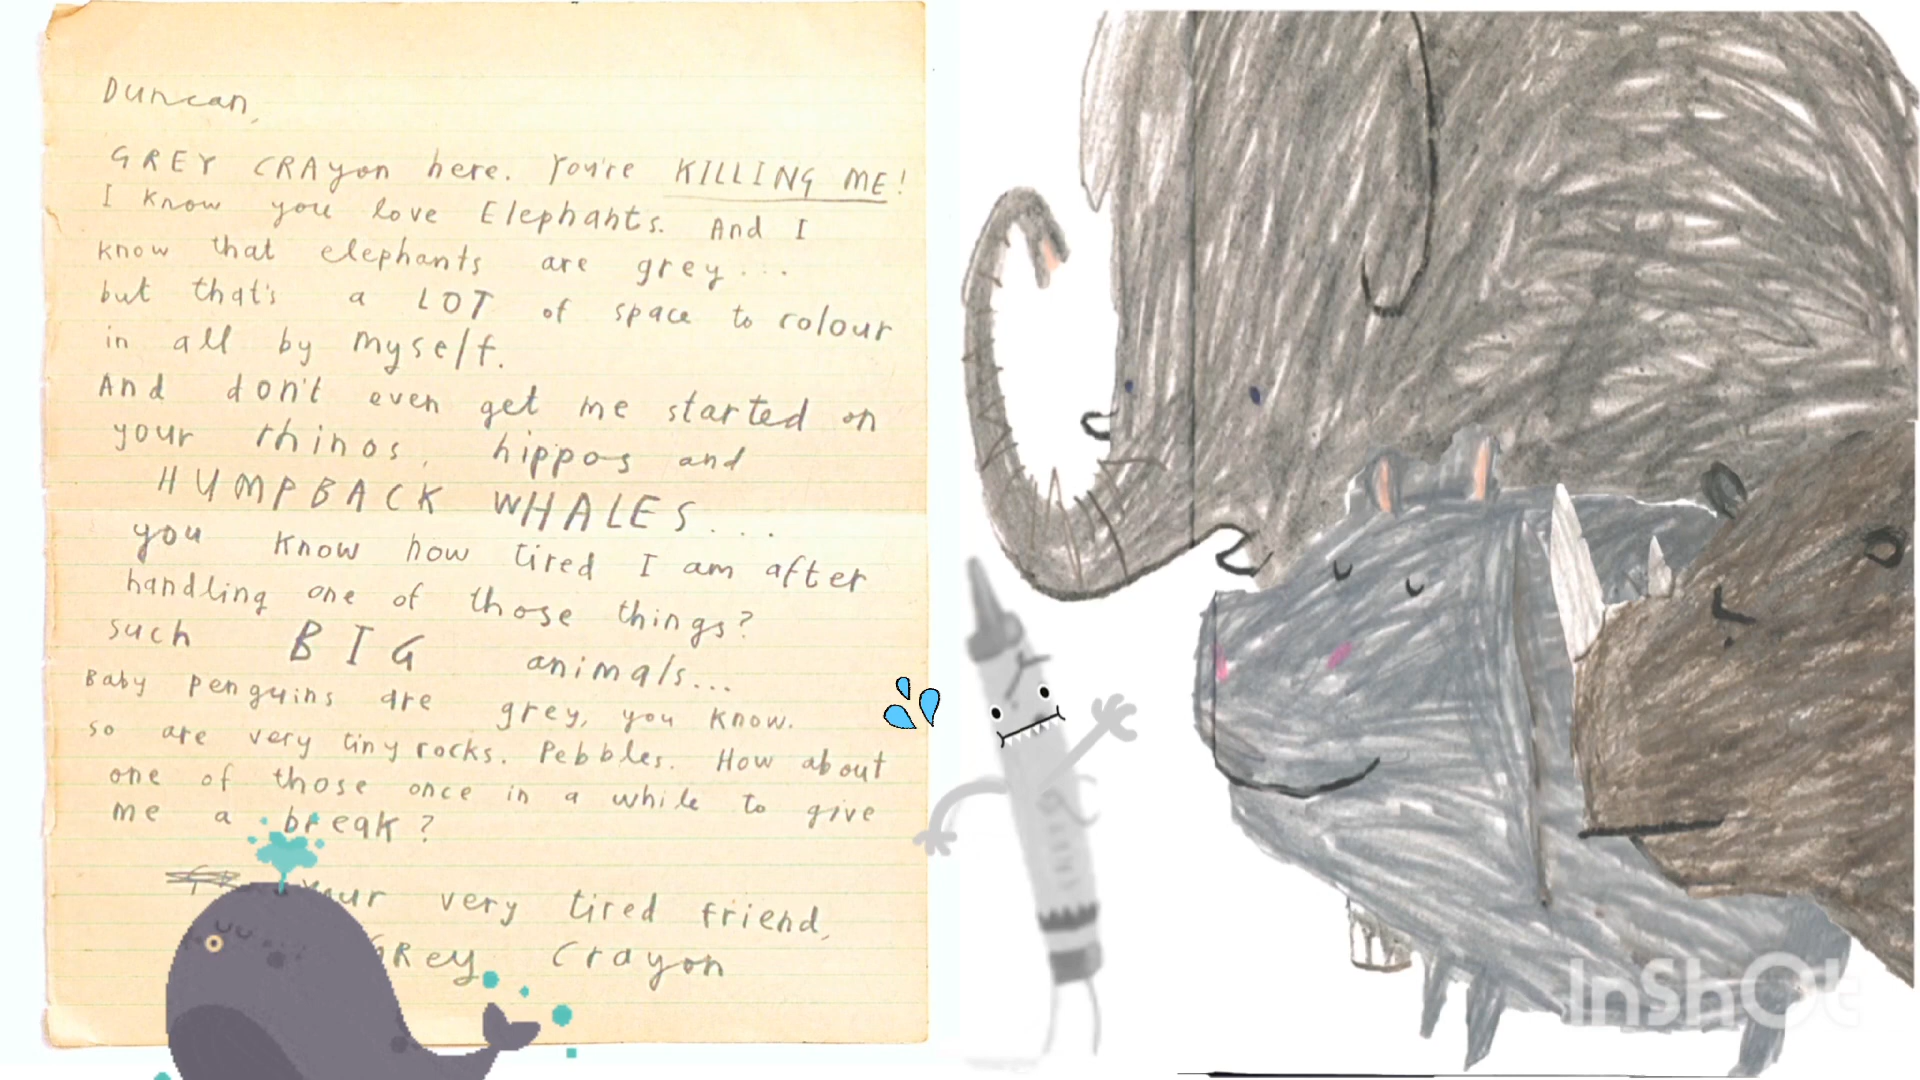 Duncan,
GREY CRAyon here. You're KILLING ME!
I know you love Elephants. And I
know that elephants are grey...
but that's a LOT of space to colour
in all by myself.
And don't even get me started on
your rhinos, hippos and
HUMPBACK WHALES....
you know how tired I am after
handling one of those things?
such BIG animals...
Baby penguins are grey, you know.
so are very tiny rocks. Pebbles. How about
one of those once in a while to give
me a break?
your very tired friend,
GRey Crayon
InShOt